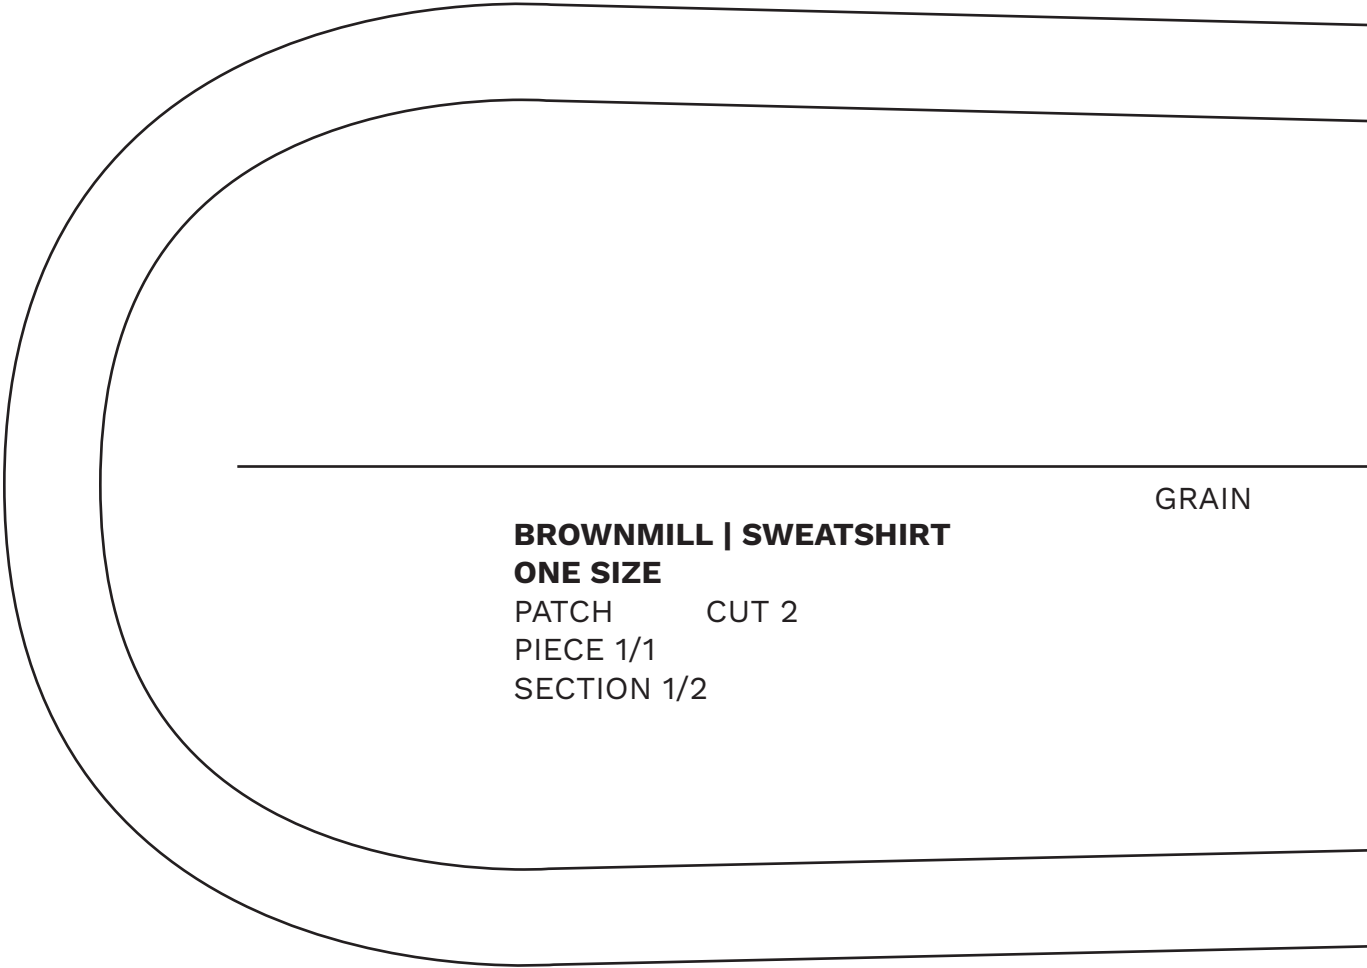 GRAIN
BROWNMILL | SWEATSHIRT
ONE SIZE
PATCH CUT 2
PIECE 1/1
SECTION 1/2